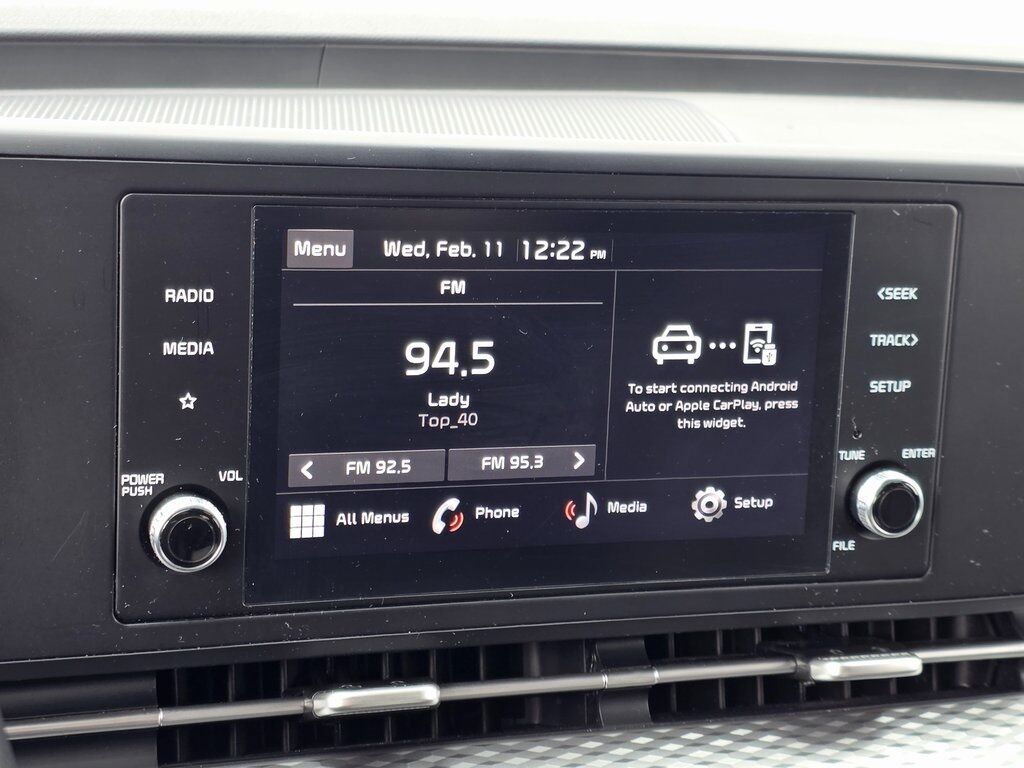 Menu Wed, Feb. 11 12:22 PM
FM
94.5
Lady
Top_40
< FM 92.5 FM 95.3 >
To start connecting Android
Auto or Apple CarPlay, press
this widget.
All Menus Phone Media Setup
RADIO
MEDIA
POWER
PUSH
VOL
<SEEK
TRACK>
SETUP
TUNE
ENTER
FILE